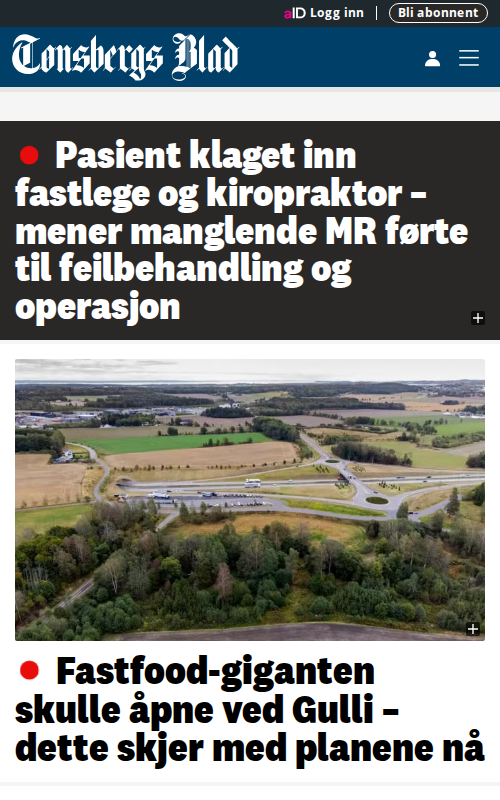 aID Logg inn
Bli abonnent
Tønsbergs Blad
Pasient klaget inn
fastlege og kiropraktor –
mener manglende MR førte
til feilbehandling og
operasjon
Fastfood-giganten
skulle åpne ved Gulli –
dette skjer med planene nå